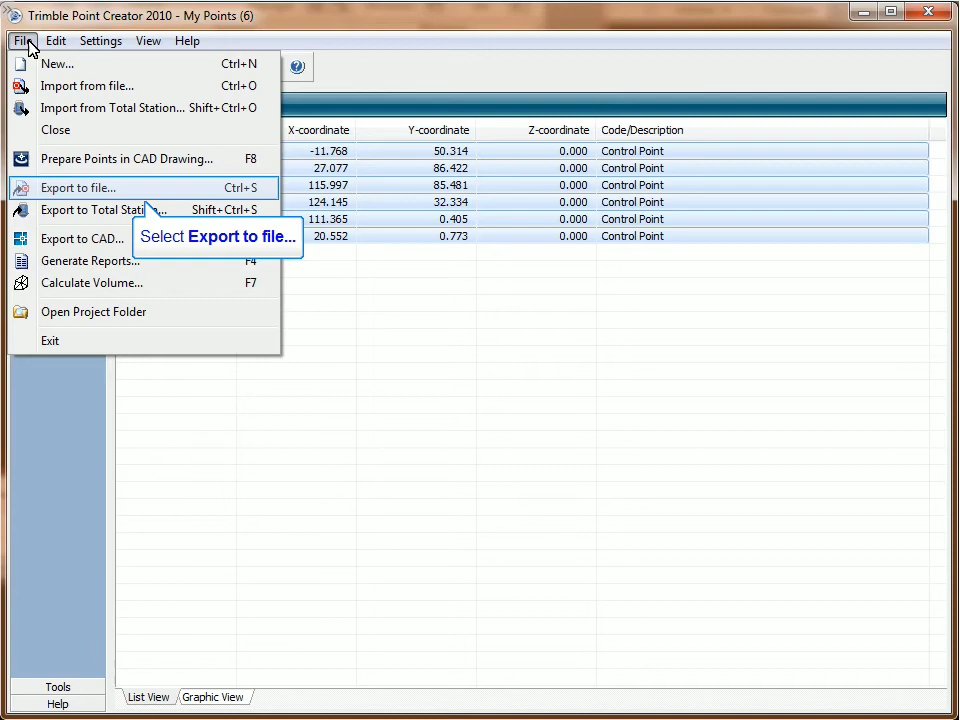 Trimble Point Creator 2010 - My Points (6)
File Edit Settings View Help
New... Ctrl+N
Import from file... Ctrl+O
Import from Total Station... Shift+Ctrl+O
Close
Prepare Points in CAD Drawing... F8
Export to file... Ctrl+S
Export to Total Shift+Ctrl+S
Select Export to file...
Export to CAD...
Generate Reports... F4
Calculate Volume... F7
Open Project Folder
Exit
X-coordinate Y-coordinate Z-coordinate Code/Description
-11.768 50.314 0.000 Control Point
27.077 86.422 0.000 Control Point
115.997 85.481 0.000 Control Point
124.145 32.334 0.000 Control Point
111.365 0.405 0.000 Control Point
20.552 0.773 0.000 Control Point
Tools
Help
List View Graphic View